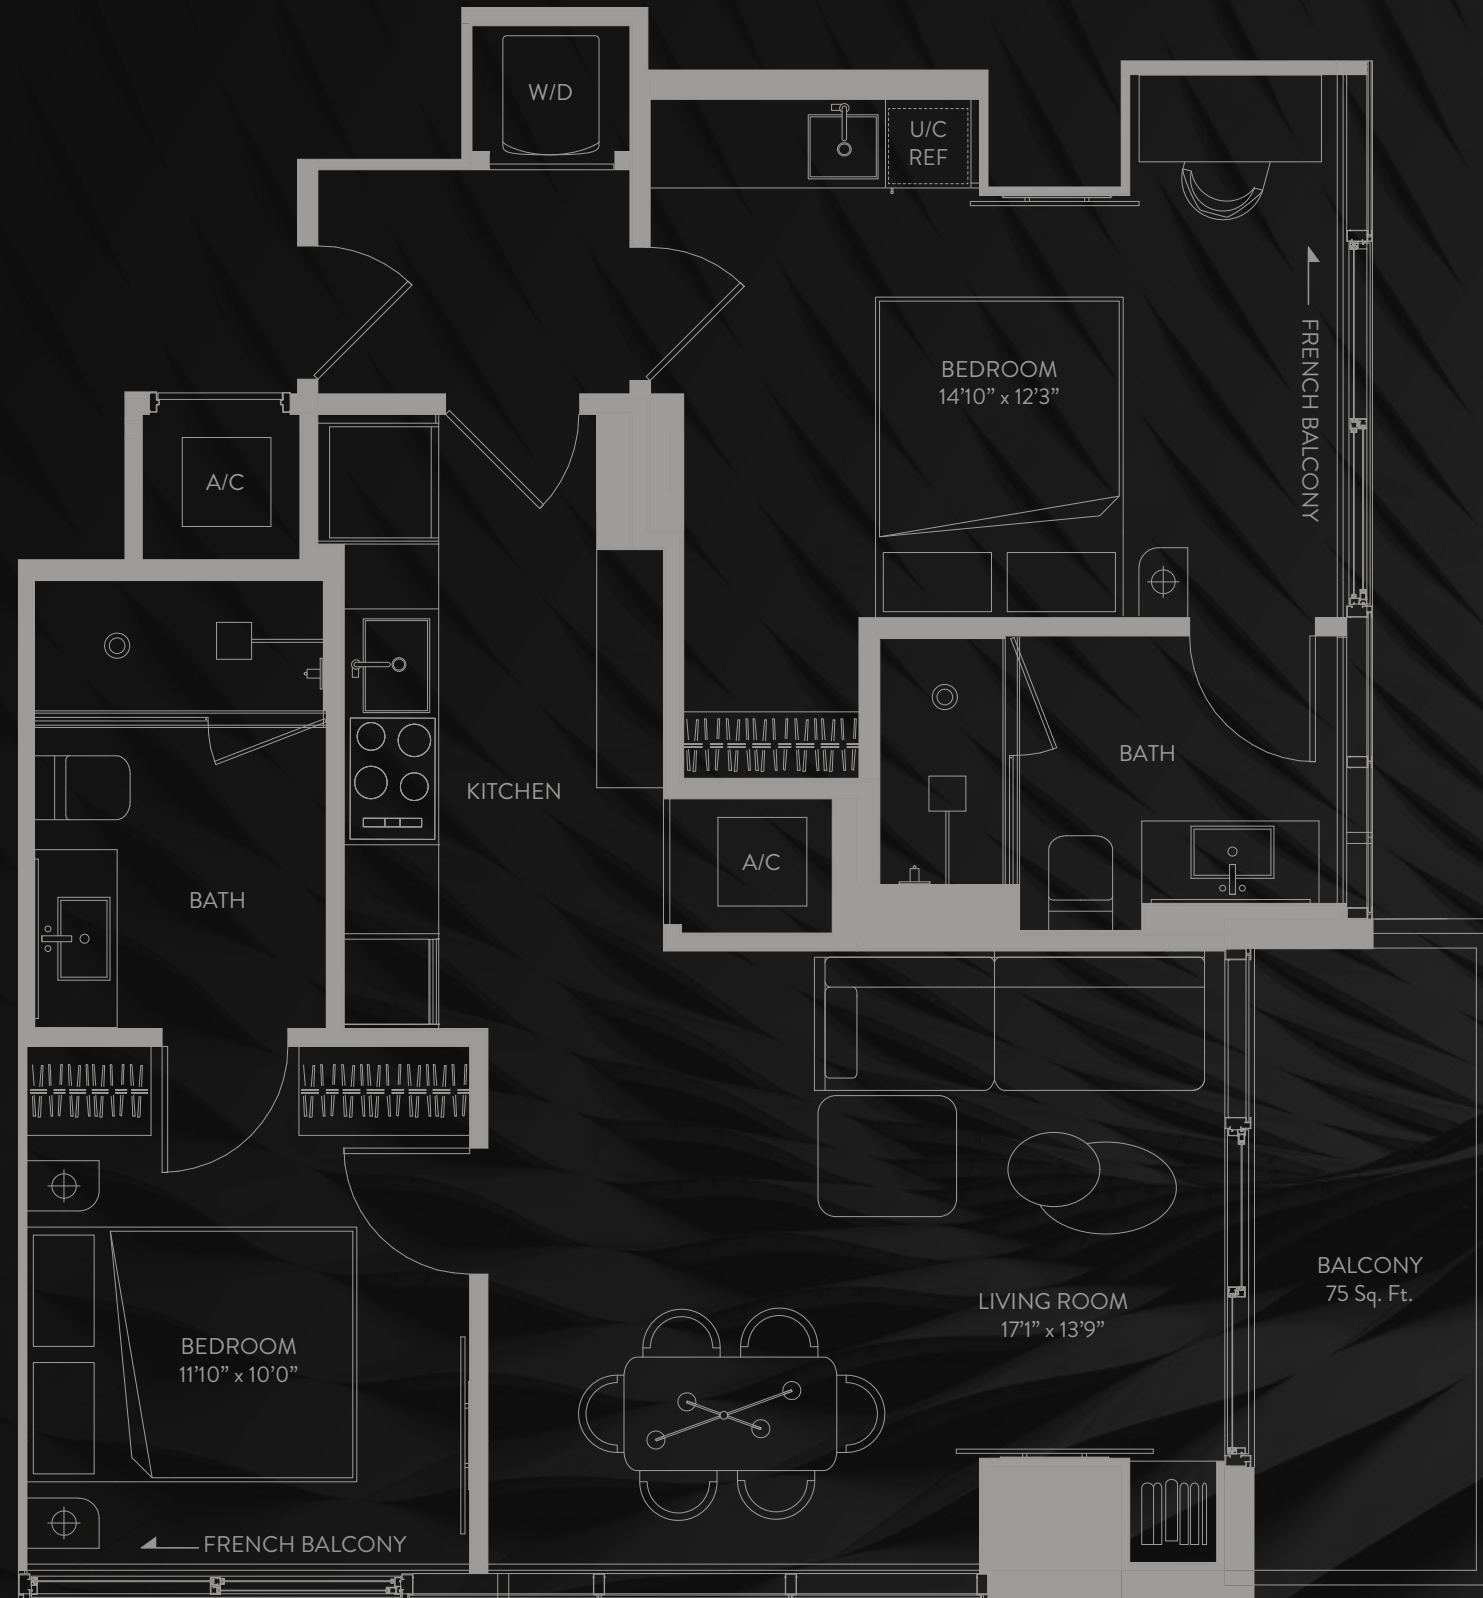 W/D
U/C
REF
BEDROOM
14'10” x 12'3”
FRENCH BALCONY
A/C
KITCHEN
BATH
A/C
BATH
LIVING ROOM
17'1” x 13'9”
BALCONY
75 Sq. Ft.
BEDROOM
11'10” x 10'0”
FRENCH BALCONY